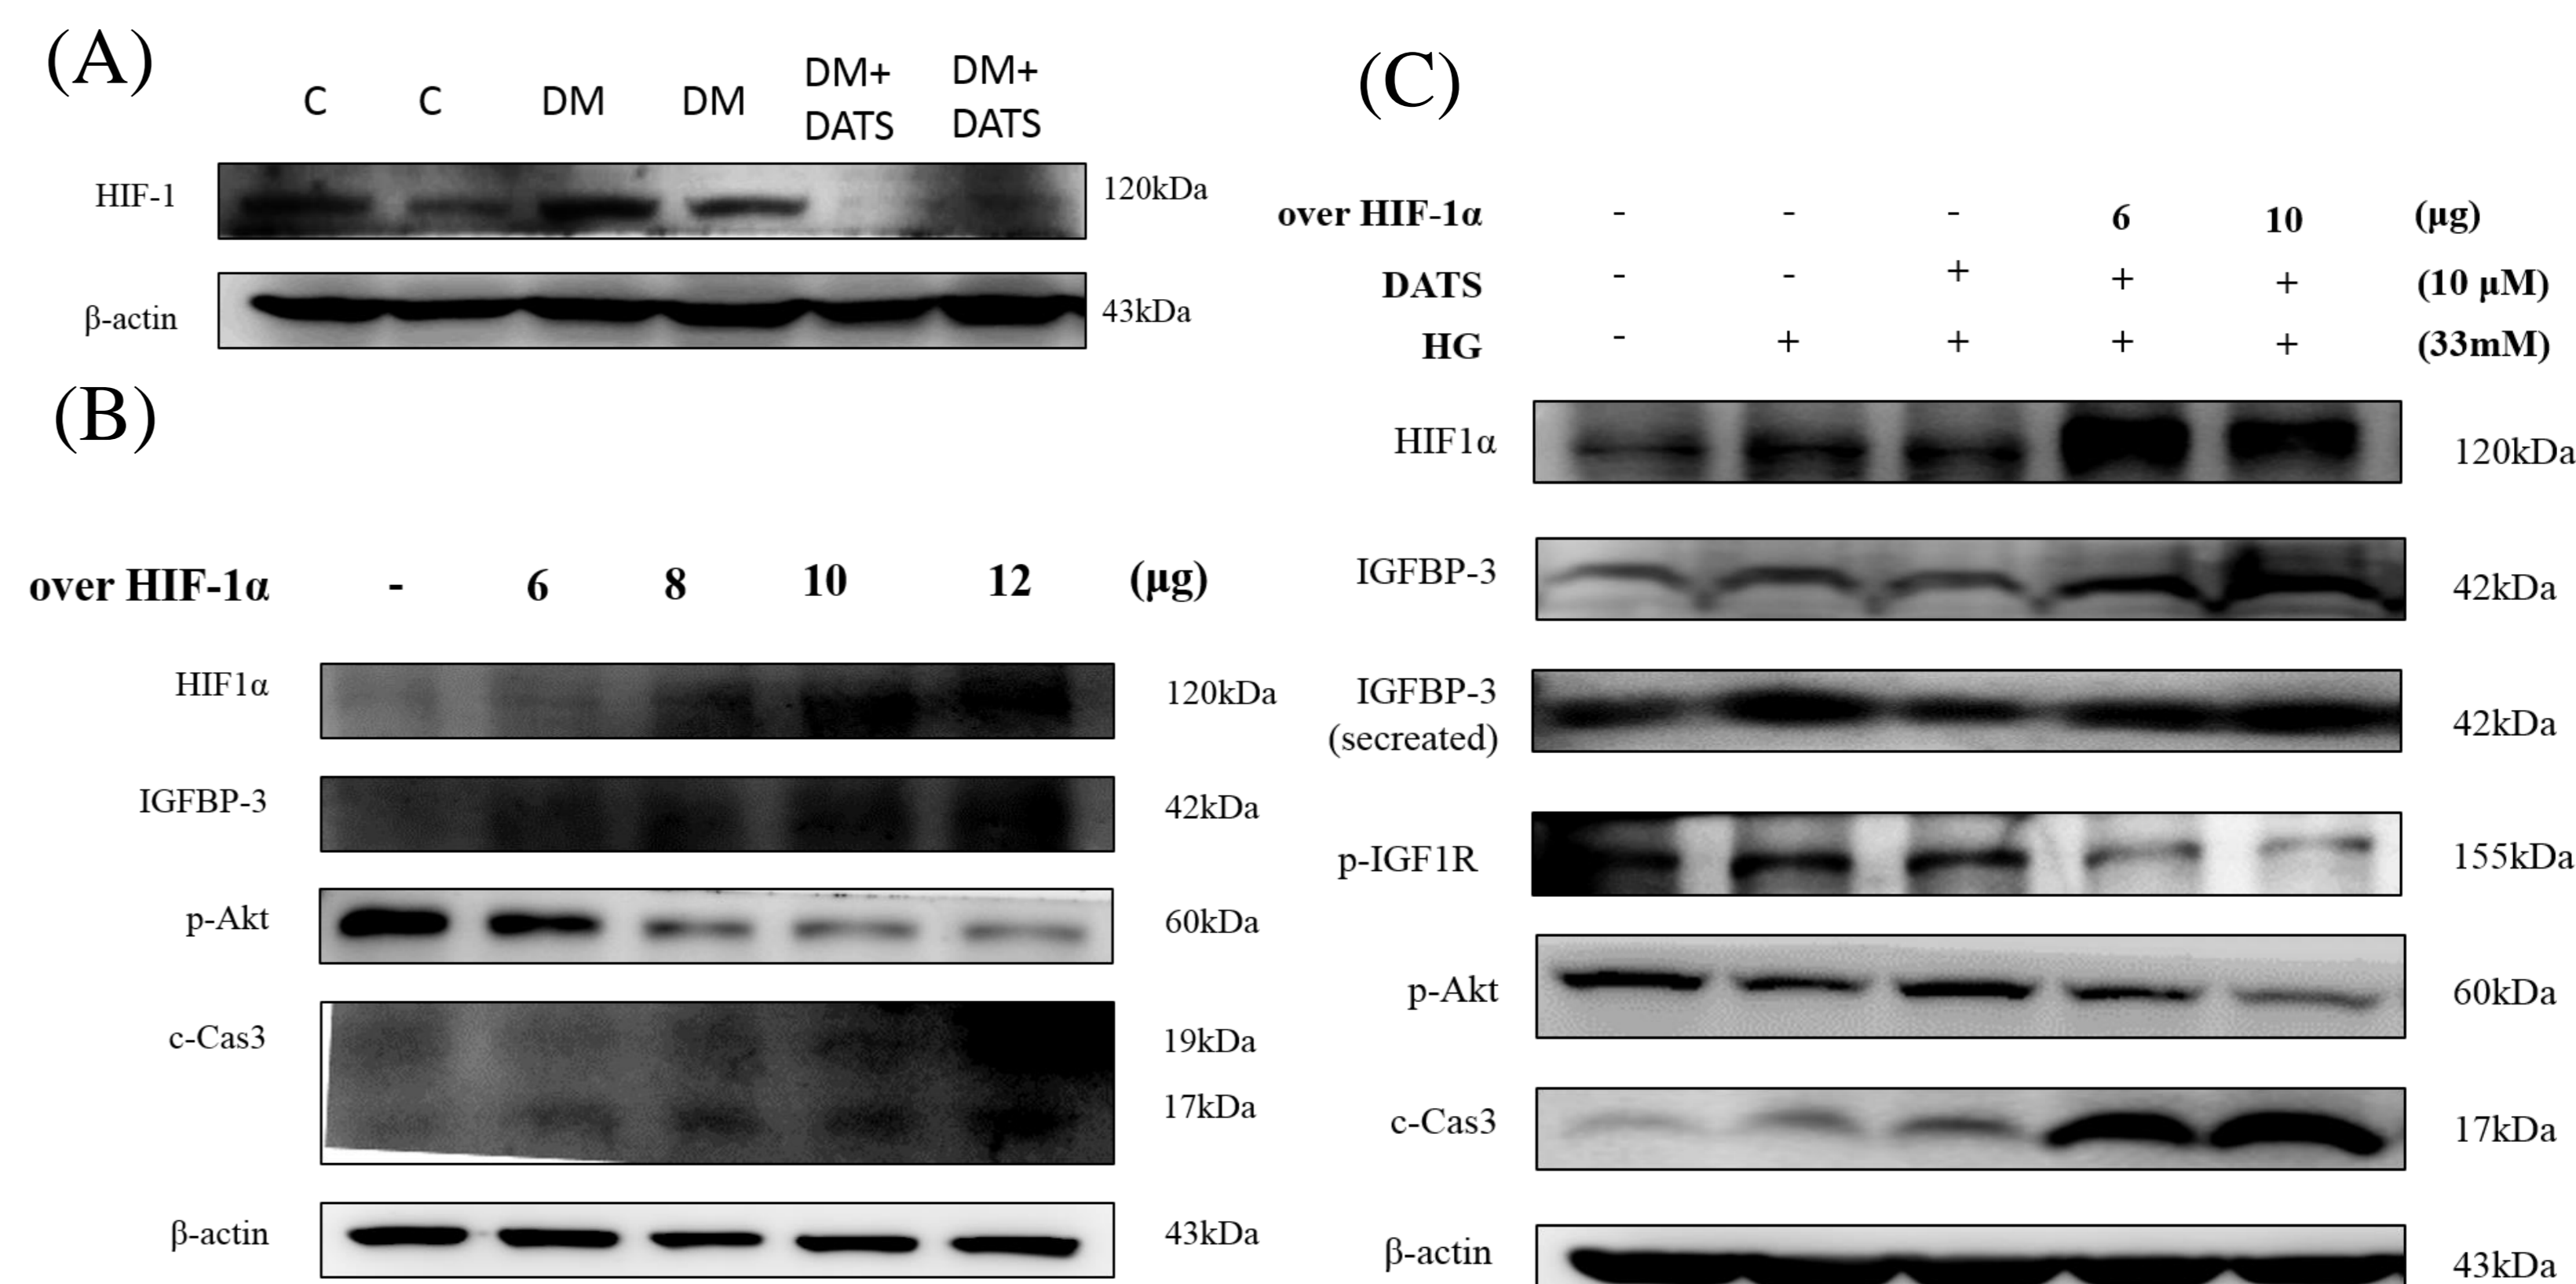 (A)
C C DM DM DM+ DATS DM+ DATS
HIF-1 120kDa
β-actin 43kDa
(B)
over HIF-1α - 6 8 10 12 (μg)
HIF1α 120kDa
IGFBP-3 42kDa
p-Akt 60kDa
c-Cas3 19kDa
17kDa
β-actin 43kDa
(C)
over HIF-1α - - - 6 10 (μg)
DATS - - + + + (10 μM)
HG - + + + + (33mM)
HIF1α 120kDa
IGFBP-3 42kDa
IGFBP-3
(secreated) 42kDa
p-IGF1R 155kDa
p-Akt 60kDa
c-Cas3 17kDa
β-actin 43kDa